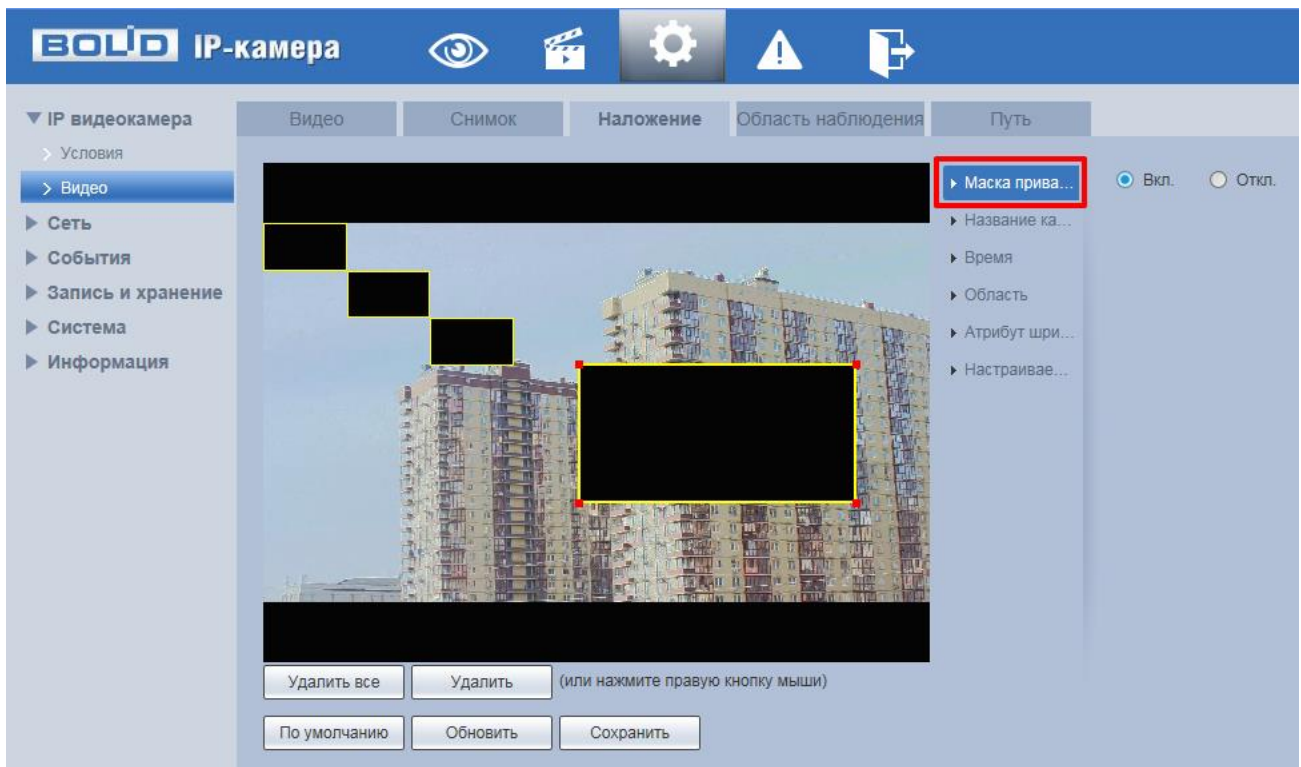 BOLID IP-камера
IP видеокамера
Условия
Видео
Сеть
События
Запись и хранение
Система
Информация
Видео Снимок Наложение Область наблюдения Путь
Маска прива...
Название ка...
Время
Область
Атрибут шри...
Настраивае...
Вкл. Откл.
Удалить все Удалить (или нажмите правую кнопку мыши)
По умолчанию Обновить Сохранить